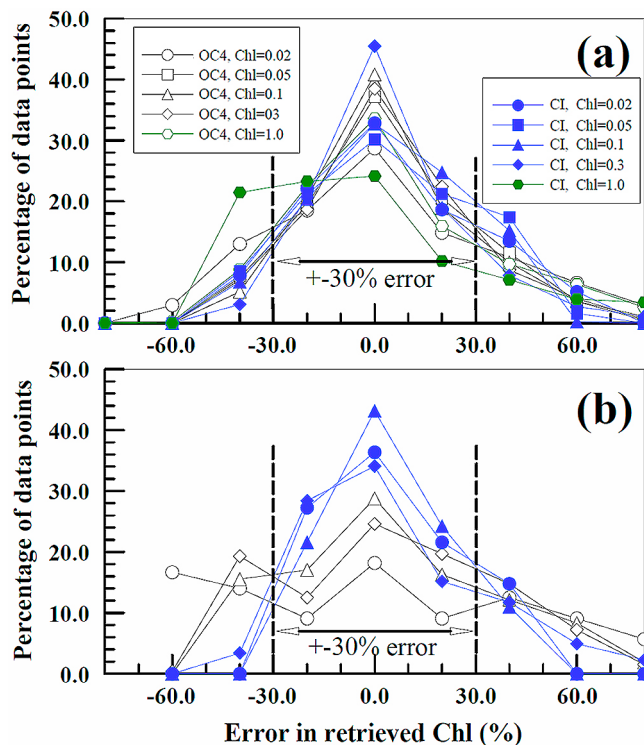 50.0
40.0
30.0
20.0
10.0
0.0
Percentage of data points
OC4, Chl=0.02
OC4, Chl=0.05
OC4, Chl=0.1
OC4, Chl=03
OC4, Chl=1.0
(a)
CI, Chl=0.02
CI, Chl=0.05
CI, Chl=0.1
CI, Chl=0.3
CI, Chl=1.0
+-30% error
-60.0 -30.0 0.0 30.0 60.0
50.0
40.0
30.0
20.0
10.0
0.0
Percentage of data points
(b)
+-30% error
-60.0 -30.0 0.0 30.0 60.0
Error in retrieved Chl (%)